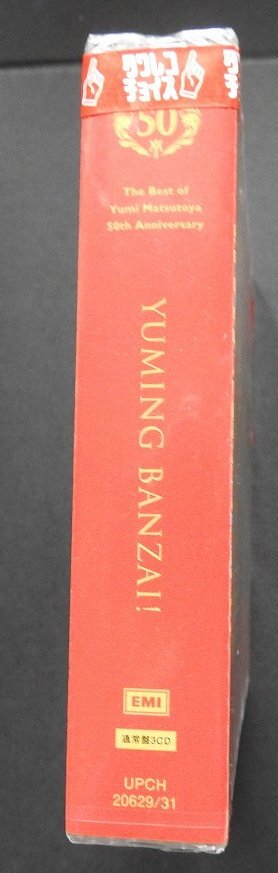 タワレコ
チョイス
50
The Best of
Yumi Matsutoya
50th Anniversary
YUMING BANZAI!
EMI
通常盤3CD
UPCH
20629/31